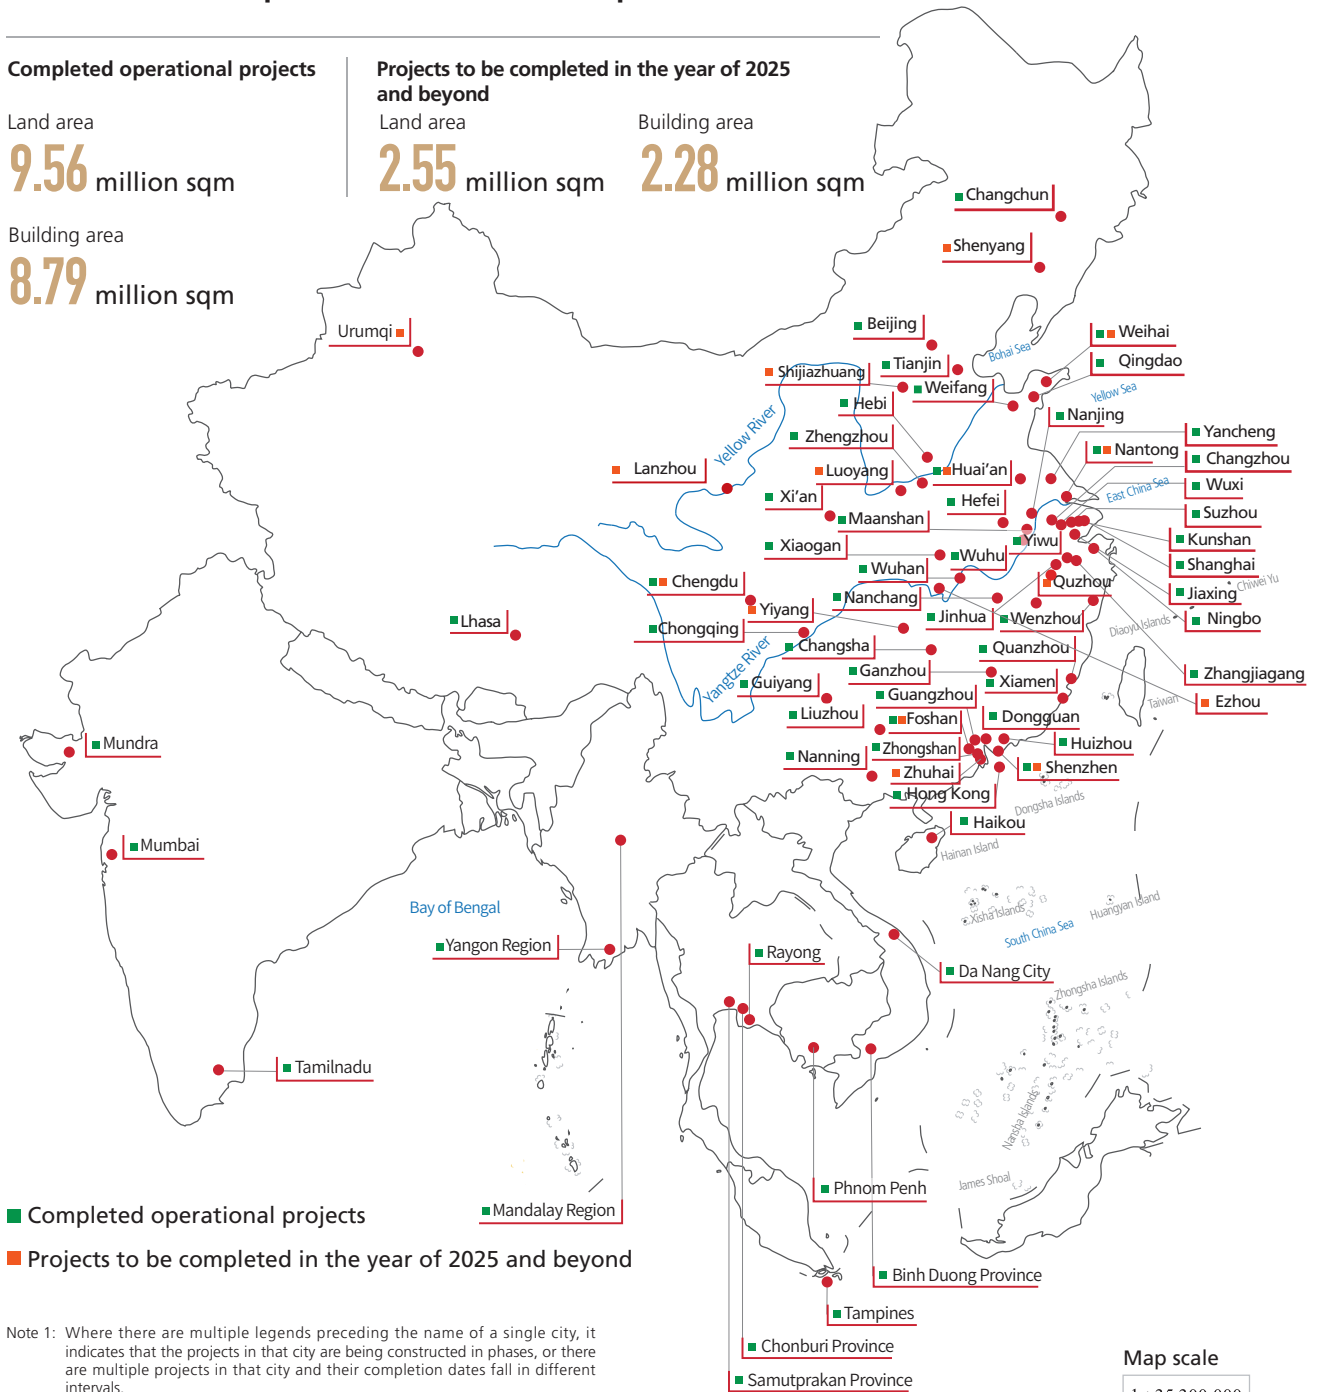 Completed operational projects
Land area
9.56 million sqm
Building area
8.79 million sqm
Projects to be completed in the year of 2025
and beyond
Land area
2.55 million sqm
Building area
2.28 million sqm
Changchun
Shenyang
Urumqi
Beijing
Bohai Sea
Weihai
Tianjin
Qingdao
Shijiazhuang
Weifang
Yellow Sea
Hebi
Nanjing
Zhengzhou
Yellow River
Yancheng
Nantong
Changzhou
Lanzhou
Luoyang
Huai'an
Wuxi
East China Sea
Xi'an
Hefei
Suzhou
Maanshan
Kunshan
Yiwu
Xiaogan
Wuhu
Shanghai
Wuhan
Chengdu
Quzhou
Chiwei Yu
Jiaxing
Nanchang
Yiyang
Jinhua
Wenzhou
Ningbo
Lhasa
Diaoyu Islands
Chongqing
Changsha
Quanzhou
Yangtze River
Ganzhou
Zhangjiagang
Guiyang
Xiamen
Guangzhou
Taiwan
Ezhou
Liuzhou
Foshan
Dongguan
Mundra
Zhongshan
Huizhou
Nanning
Zhuhai
Shenzhen
Hong Kong
Dongsha Islands
Haikou
Mumbai
Hainan Island
Bay of Bengal
Xisha Islands
Huangyan Island
South China Sea
Yangon Region
Rayong
Da Nang City
Zhongsha Islands
Tamilnadu
Nansha Islands
James Shoal
Phnom Penh
Mandalay Region
Completed operational projects
Projects to be completed in the year of 2025 and beyond
Binh Duong Province
Tampines
Chonburi Province
Samutprakan Province
Note 1: Where there are multiple legends preceding the name of a single city, it
indicates that the projects in that city are being constructed in phases, or there
are multiple projects in that city and their completion dates fall in different
intervals.
Map scale